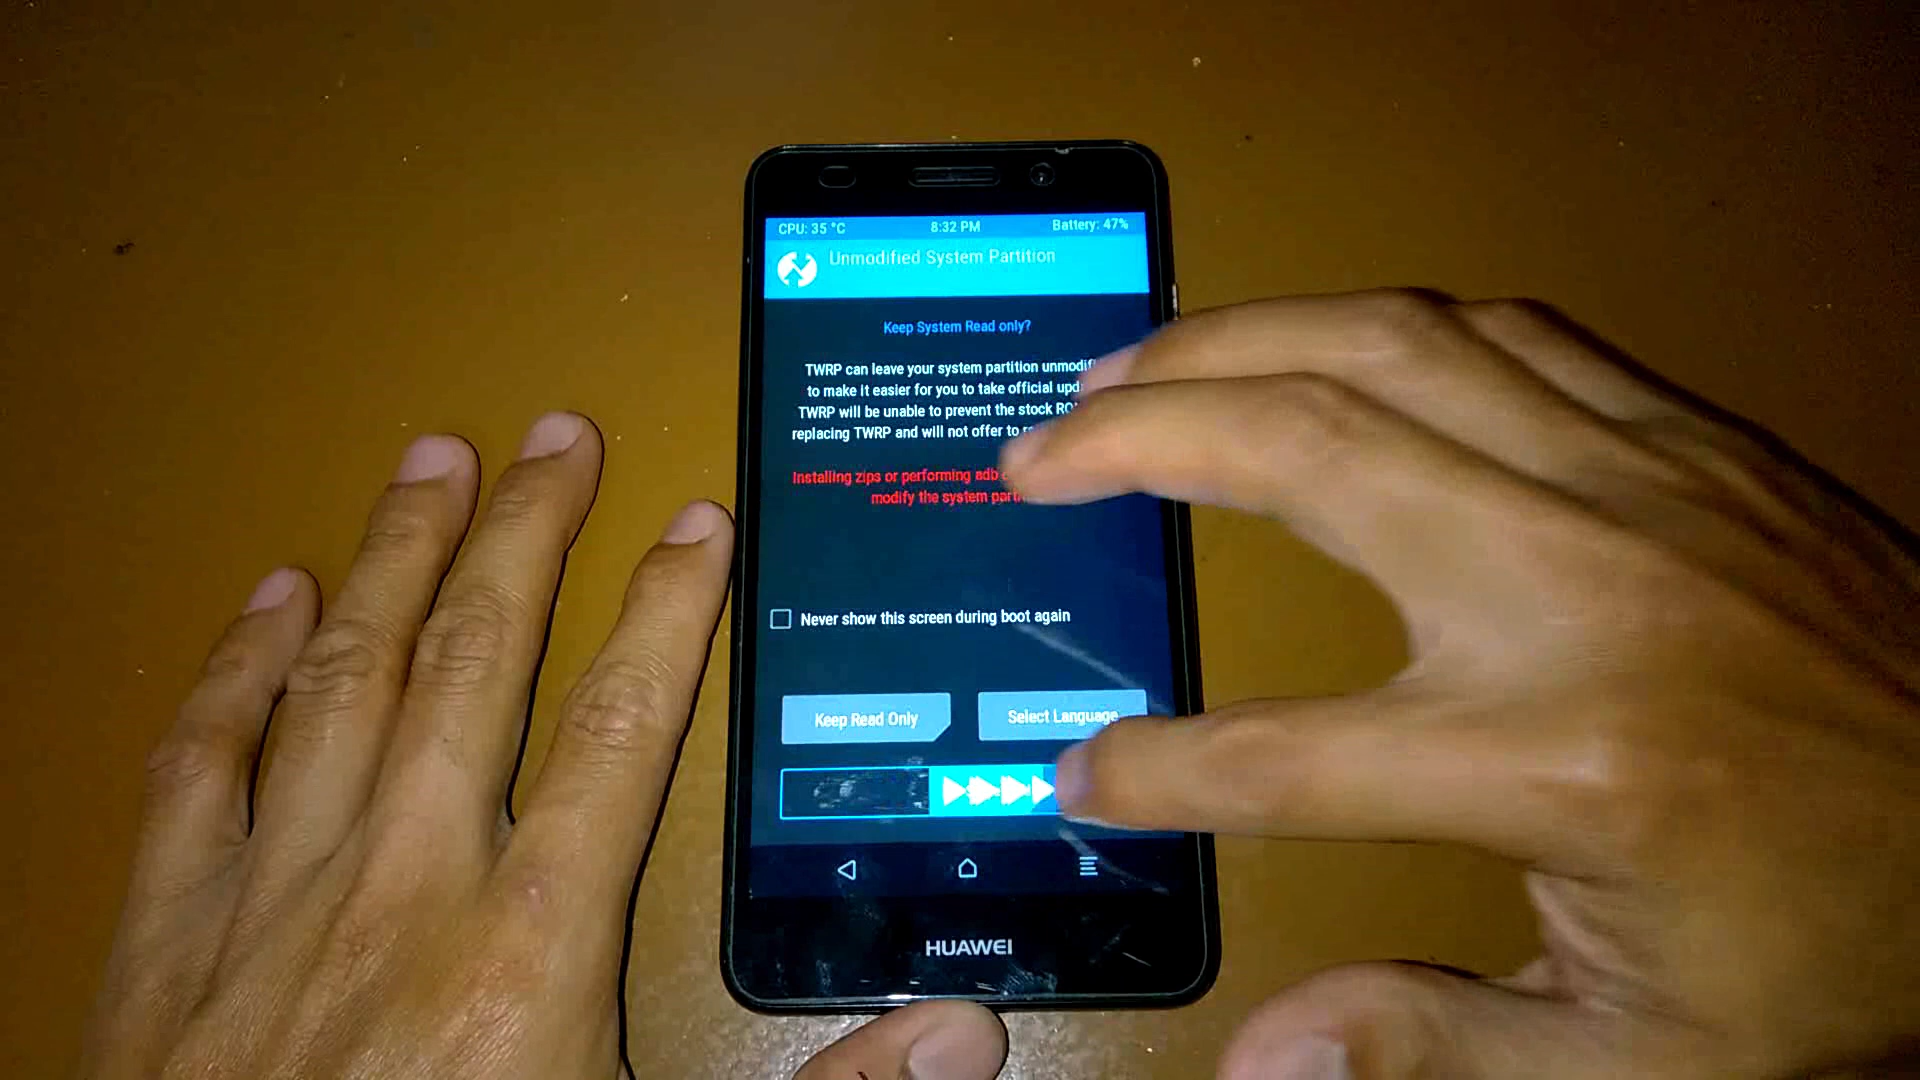 CPU: 35 °C 8:32 PM Battery: 47%
Unmodified System Partition
Keep System Read only?
TWRP can leave your system partition
to make it easier for you to take official
TWRP will be unable to prevent the stock
replacing TWRP and will not offer to
Installing zips or performing adb
modify the system
Never show this screen during boot again
Keep Read Only Select Language
HUAWEI